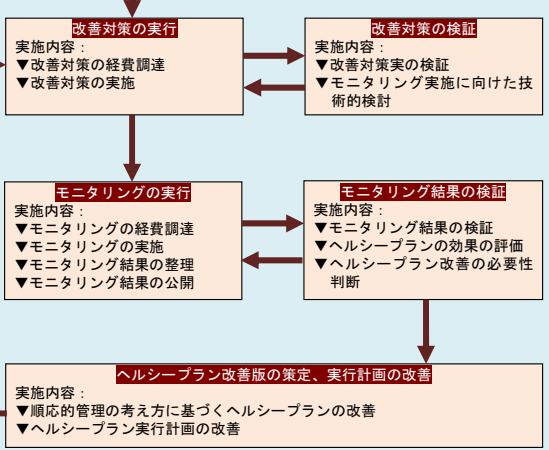 改善対策の実行
実施内容：
▼改善対策の経費調達
▼改善対策の実施
改善対策の検証
実施内容：
▼改善対策実の検証
▼モニタリング実施に向けた技
術的検討
モニタリングの実行
実施内容：
▼モニタリングの経費調達
▼モニタリングの実施
▼モニタリング結果の整理
▼モニタリング結果の公開
モニタリング結果の検証
実施内容：
▼モニタリング結果の検証
▼ヘルシープランの効果の評価
▼ヘルシープラン改善の必要性
判断
ヘルシープラン改善版の策定、実行計画の改善
実施内容：
▼順応的管理の考え方に基づくヘルシープランの改善
▼ヘルシープラン実行計画の改善